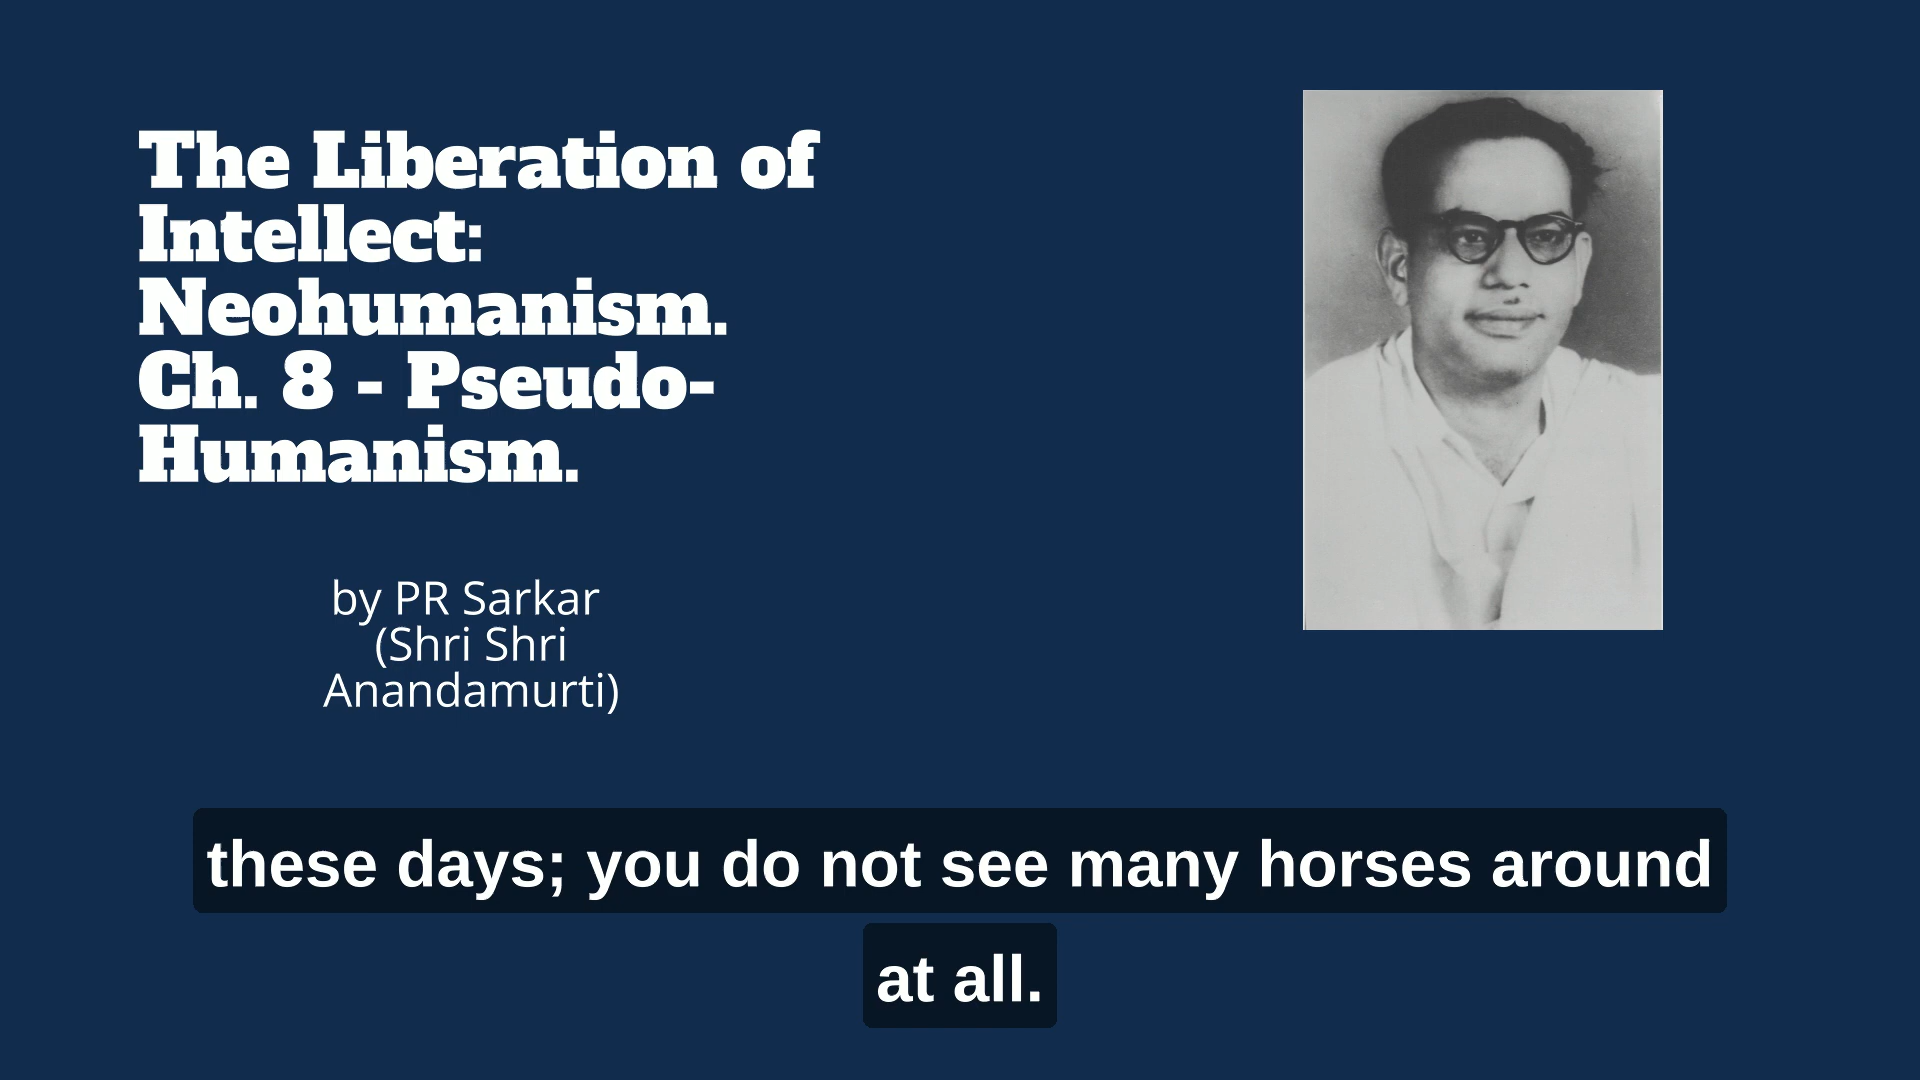 The Liberation of
Intellect:
Neohumanism.
Ch. 8 - Pseudo-
Humanism.
by PR Sarkar
(Shri Shri
Anandamurti)
these days; you do not see many horses around
at all.